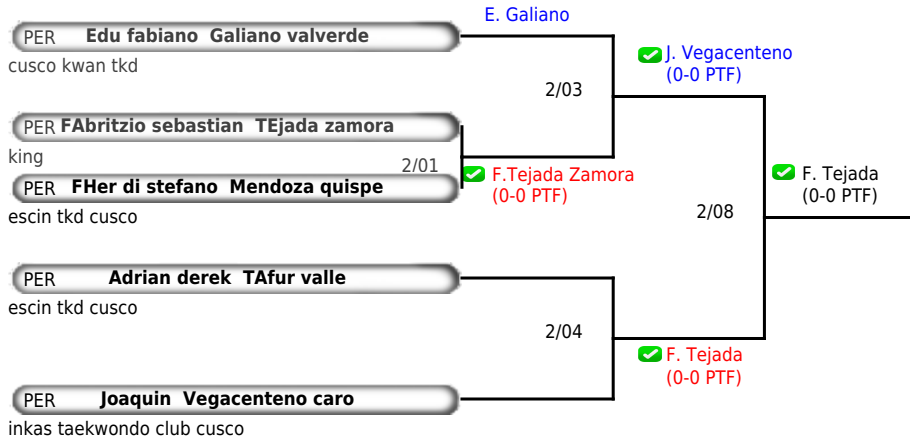 E. Galiano
PER Edu fabiano Galiano valverde
cusco kwan tkd
J. Vegacenteno
(0-0 PTF)
2/03
PER FAbritzio sebastian TEjada zamora
king
2/01
F.Tejada Zamora
(0-0 PTF)
F. Tejada
(0-0 PTF)
PER FHer di stefano Mendoza quispe
escin tkd cusco
2/08
PER Adrian derek TAfur valle
escin tkd cusco
2/04
F. Tejada
(0-0 PTF)
PER Joaquin Vegacenteno caro
inkas taekwondo club cusco